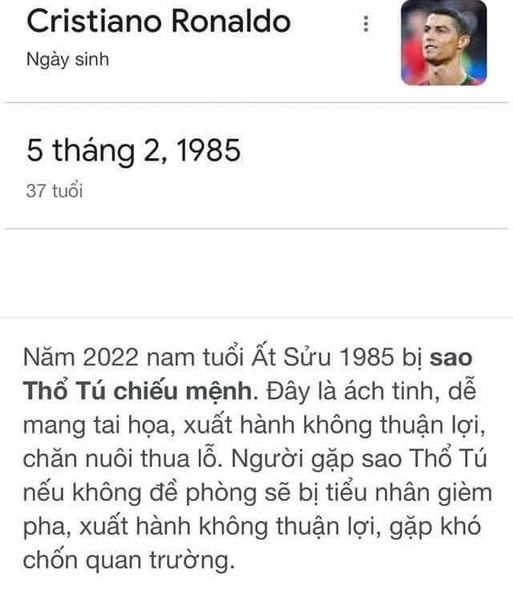 Cristiano Ronaldo
Ngày sinh
5 tháng 2, 1985
37 tuổi
Năm 2022 nam tuổi Ất Sửu 1985 bị sao
Thổ Tú chiếu mệnh. Đây là ách tinh, dễ
mang tai họa, xuất hành không thuận lợi,
chăn nuôi thua lỗ. Người gặp sao Thổ Tú
nếu không đề phòng sẽ bị tiểu nhân gièm
pha, xuất hành không thuận lợi, gặp khó
chốn quan trường.